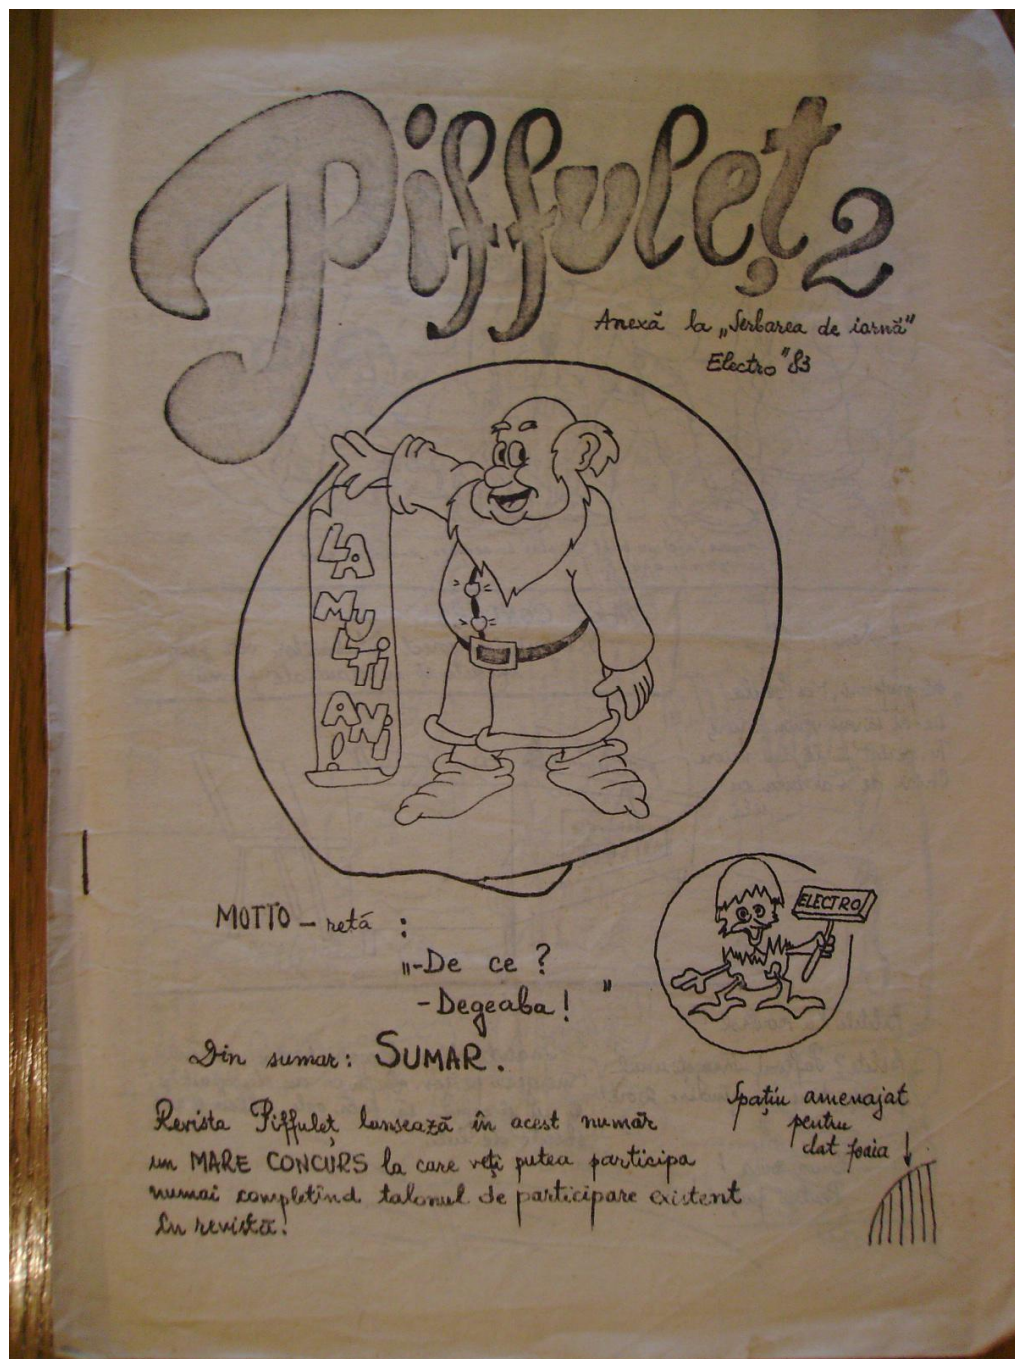 Piffuleț 2
Anexă la „Serbarea de iarnă”
Electro "83
LA
MU
LȚI
ANI
!
MOTTO – retă :
„-De ce ?
-Degeaba ! "
ELECTRO
Din sumar: SUMAR.
Revista Piffuleț lansează în acest număr
un MARE CONCURS la care veți putea participa
numai completînd talonul de participare existent
în revistă.
Spațiu amenajat
pentru
dat foaia